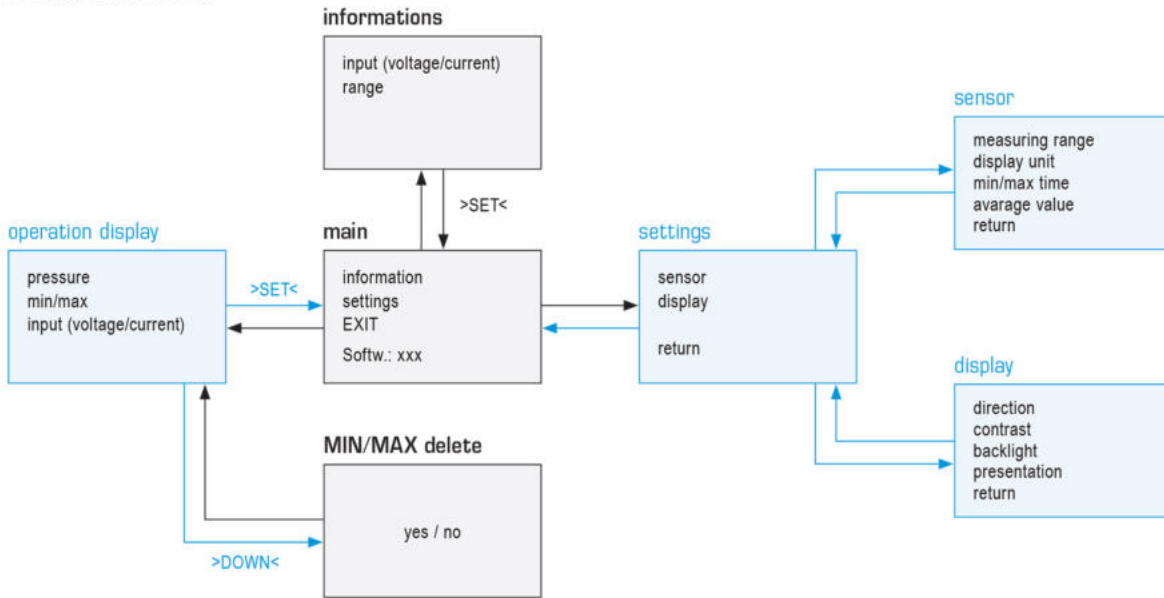 informations
input (voltage/current)
range
>SET<
operation display
pressure
min/max
input (voltage/current)
>SET<
main
information
settings
EXIT
Softw.: xxx
MIN/MAX delete
yes / no
>DOWN<
settings
sensor
display
return
sensor
measuring range
display unit
min/max time
avarage value
return
display
direction
contrast
backlight
presentation
return